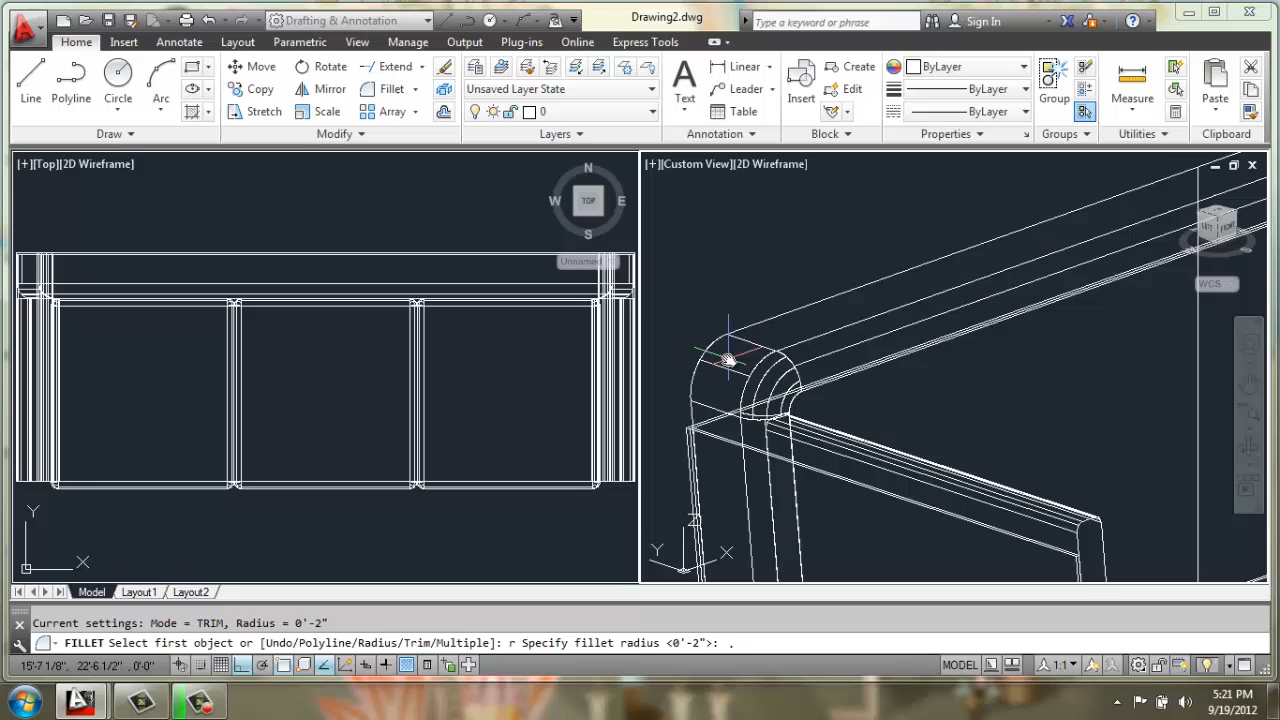 Drafting & Annotation
Drawing2.dwg
Type a keyword or phrase
Sign In
Home Insert Annotate Layout Parametric View Manage Output Plug-ins Online Express Tools
Line
Polyline
Circle
Arc
Move
Copy
Stretch
Rotate
Mirror
Scale
Extend
Fillet
Array
Unsaved Layer State
0
Text
Linear
Leader
Table
Insert
Create
Edit
ByLayer
ByLayer
ByLayer
Group
Measure
Paste
Draw
Modify
Layers
Annotation
Block
Properties
Groups
Utilities
Clipboard
[+][Top][2D Wireframe]
N
W TOP E
S
Unnamed
Y
X
[+][Custom View][2D Wireframe]
LEFT FRONT
WCS
Z
Y X
Model Layout1 Layout2
Current settings: Mode = TRIM, Radius = 0'-2"
FILLET Select first object or [Undo/Polyline/Radius/Trim/Multiple]: r Specify fillet radius <0'-2">: .
15'-7 1/8", 22'-6 1/2", 0'-0"
MODEL
1:1
5:21 PM
9/19/2012